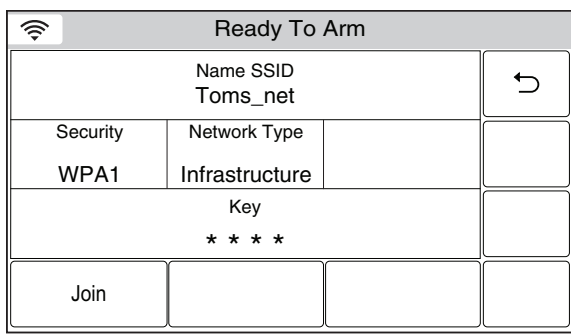 Ready To Arm
Name SSID
Toms_net
Security
Network Type
WPA1
Infrastructure
Key
* * * *
Join